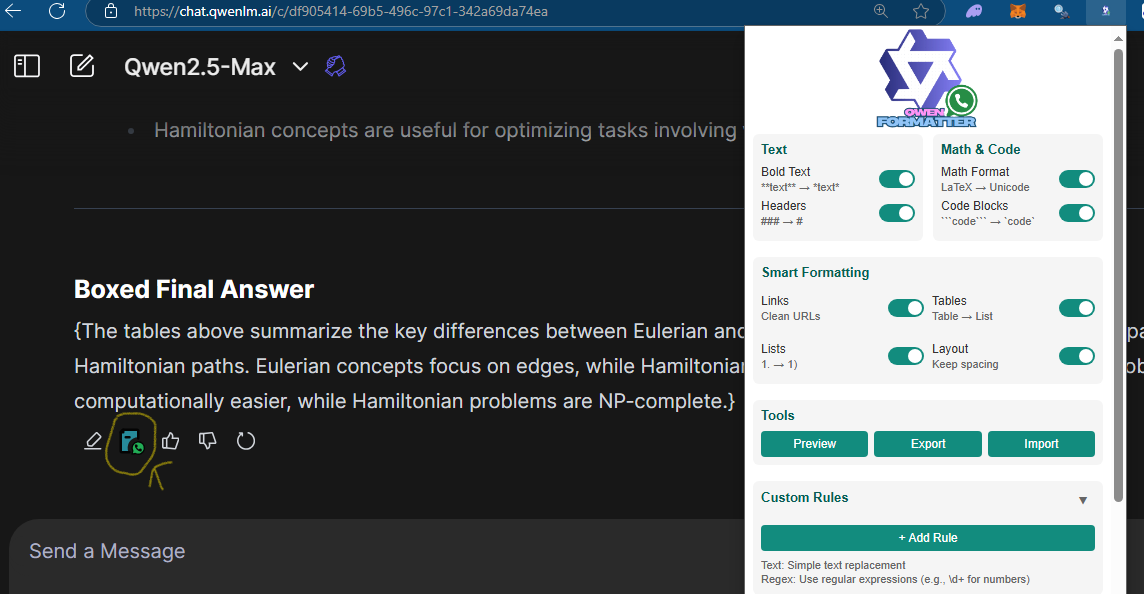 https://chat.qwenlm.ai/c/df905414-69b5-496c-97c1-342a69da74ea
Qwen2.5-Max
Hamiltonian concepts are useful for optimizing tasks involving
Boxed Final Answer
{The tables above summarize the key differences between Eulerian and
Hamiltonian paths. Eulerian concepts focus on edges, while Hamiltonian
computationally easier, while Hamiltonian problems are NP-complete.}
Send a Message
QWEN
FORMATTER
Text
Bold Text
**text** → *text*
Headers
### → #
Math & Code
Math Format
LaTeX → Unicode
Code Blocks
```code``` → `code`
Smart Formatting
Links
Clean URLs
Tables
Table → List
Lists
1. → 1)
Layout
Keep spacing
Tools
Preview Export Import
Custom Rules ▼
+ Add Rule
Text: Simple text replacement
Regex: Use regular expressions (e.g., \d+ for numbers)